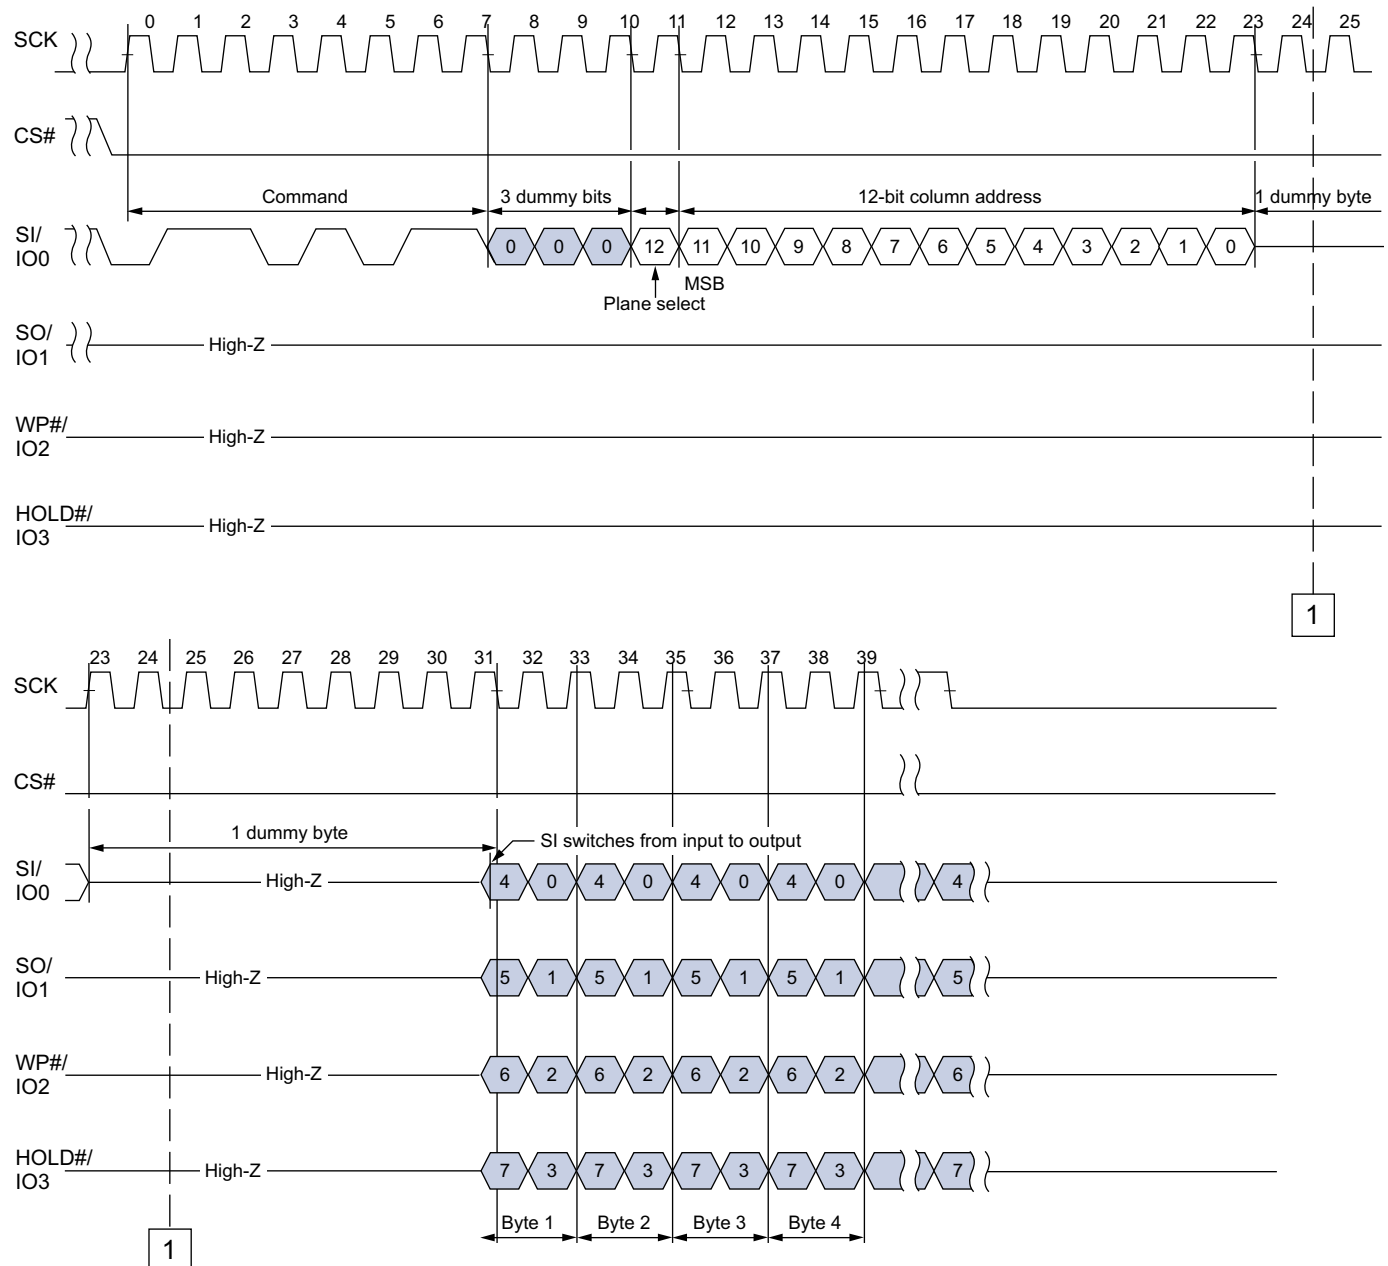 0 1 2 3 4 5 6 7 8 9 10 11 12 13 14 15 16 17 18 19 20 21 22 23 24 25
SCK
CS#
Command 3 dummy bits 12-bit column address 1 dummy byte
SI/
IO0
0 0 0 12 11 10 9 8 7 6 5 4 3 2 1 0
MSB
Plane select
SO/
IO1
High-Z
WP#/
IO2
High-Z
HOLD#/
IO3
High-Z
1
23 24 25 26 27 28 29 30 31 32 33 34 35 36 37 38 39
SCK
CS#
1 dummy byte
SI switches from input to output
SI/
IO0
High-Z 4 0 4 0 4 0 4 0 4
SO/
IO1
High-Z 5 1 5 1 5 1 5 1 5
WP#/
IO2
High-Z 6 2 6 2 6 2 6 2 6
HOLD#/
IO3
High-Z 7 3 7 3 7 3 7 3 7
Byte 1 Byte 2 Byte 3 Byte 4
1